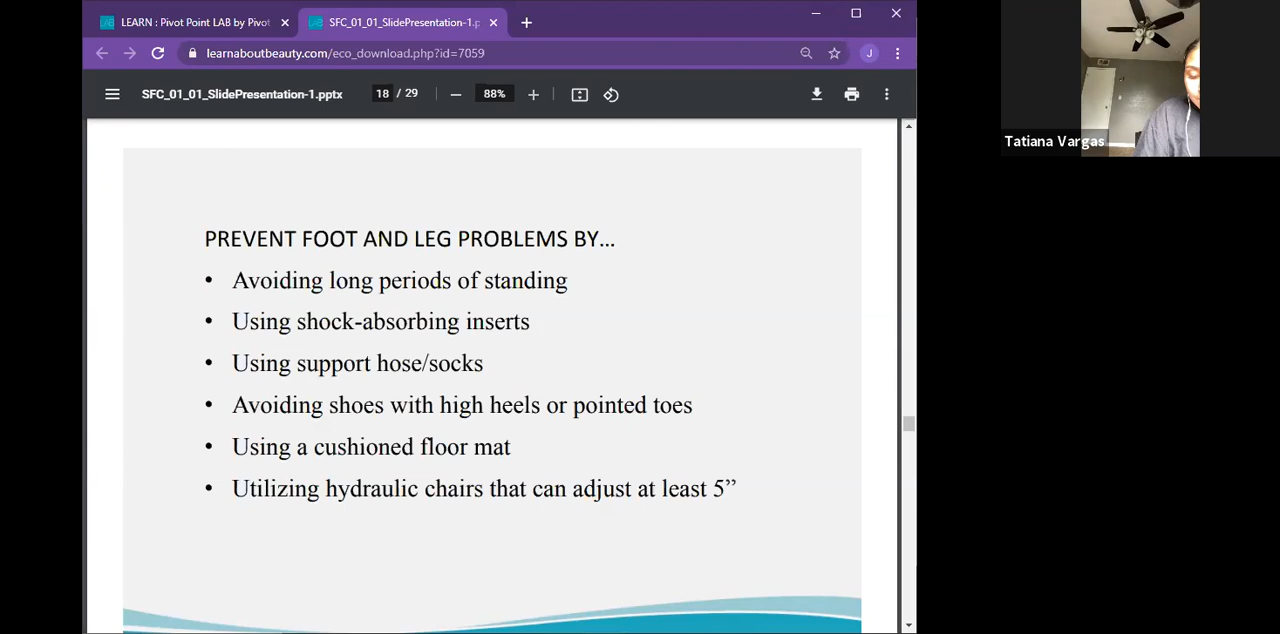 LEARN : Pivot Point LAB by Pivot
SFC_01_01_SlidePresentation-1.p
learnaboutbeauty.com/eco_download.php?id=7059
J
SFC_01_01_SlidePresentation-1.pptx
18 / 29
88%
Tatiana Vargas
PREVENT FOOT AND LEG PROBLEMS BY...
• Avoiding long periods of standing
• Using shock-absorbing inserts
• Using support hose/socks
• Avoiding shoes with high heels or pointed toes
• Using a cushioned floor mat
• Utilizing hydraulic chairs that can adjust at least 5”